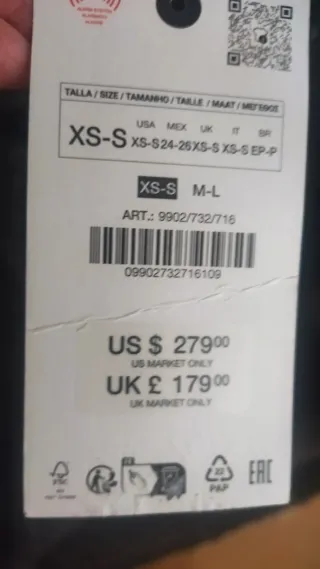 TALLA / SIZE / TAMANHO / TAILLE / MAAT / ΜΕΓΕΘΟΣ
USA MEX UK IT BR
XS-S XS-S 24-26 XS-S XS-S EP-P
XS-S M-L
ART.: 9902/732/716
09902732716109
US $ 279⁰⁰
US MARKET ONLY
UK £ 179⁰⁰
UK MARKET ONLY
FSC
22
PAP
EAC